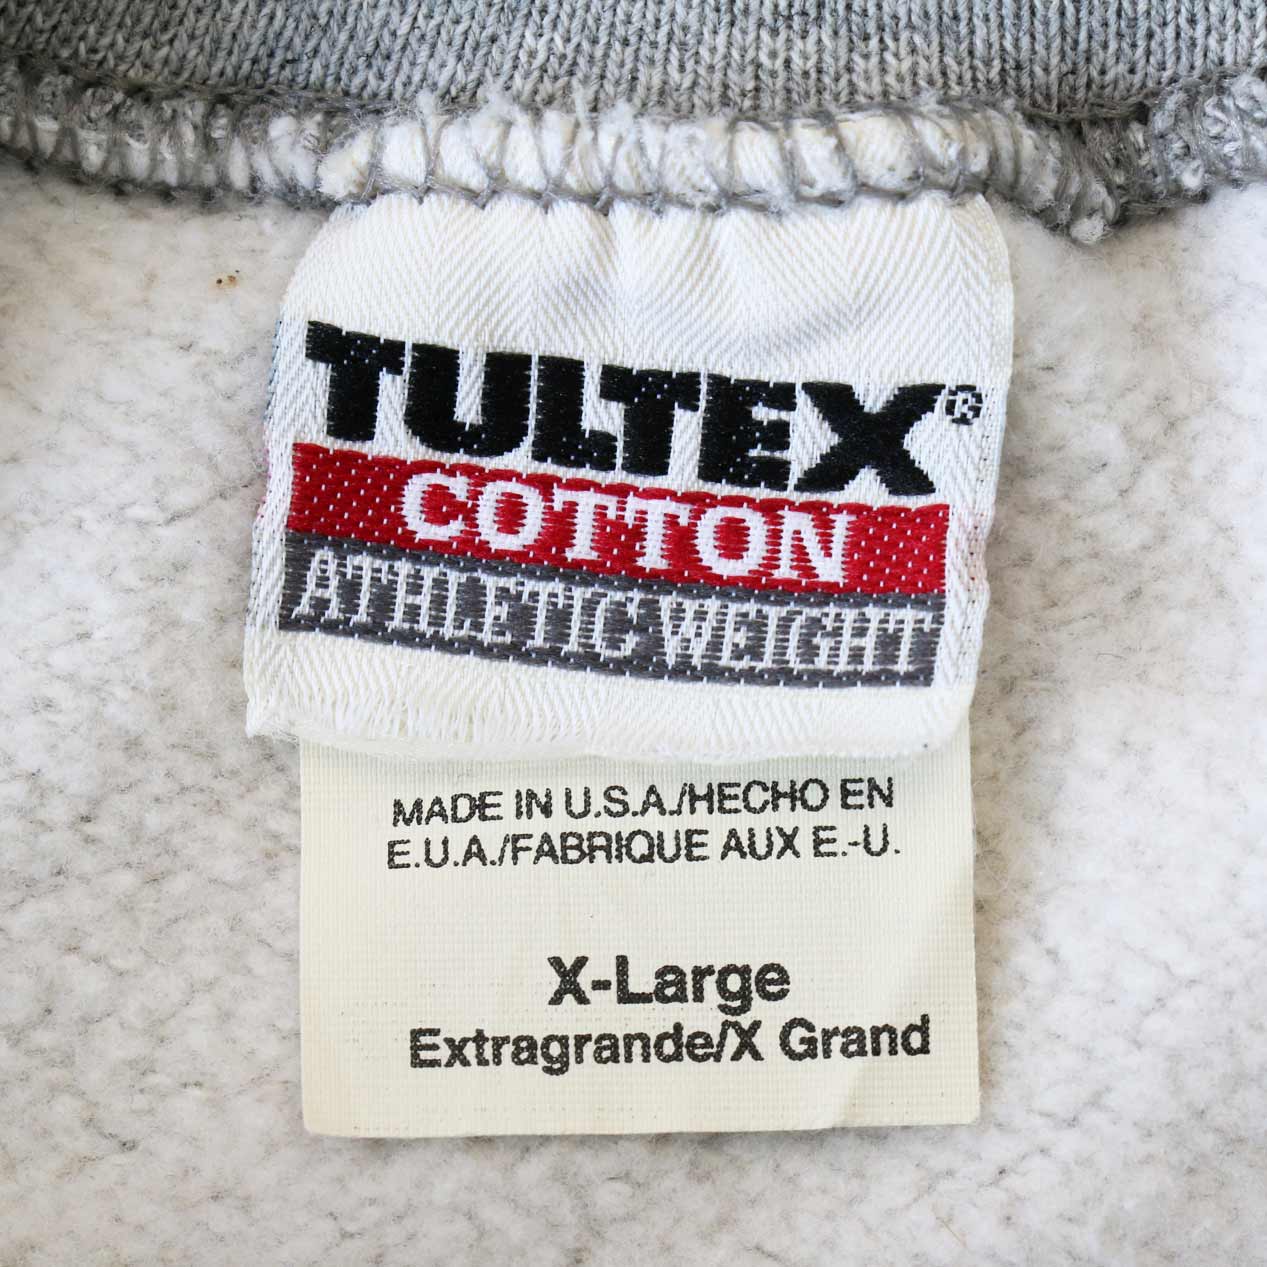 TULTEX®
COTTON
ATHLETIC WEIGHT
MADE IN U.S.A./HECHO EN
E.U.A./FABRIQUE AUX E.-U.
X-Large
Extragrande/X Grand